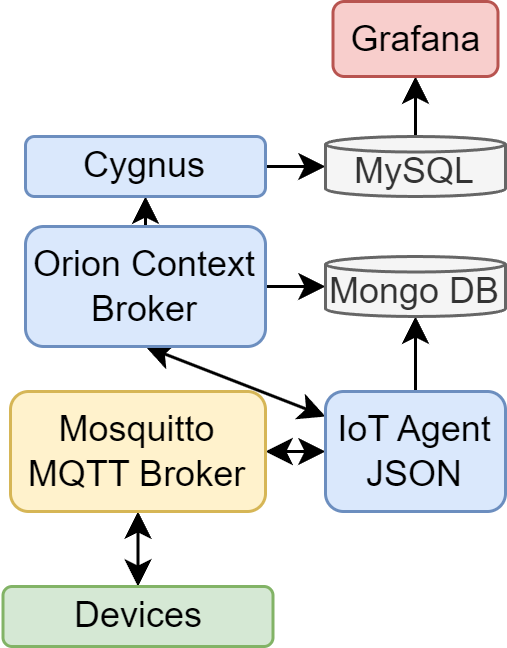 Grafana
Cygnus
MySQL
Orion Context
Broker
Mongo DB
Mosquitto
MQTT Broker
IoT Agent
JSON
Devices